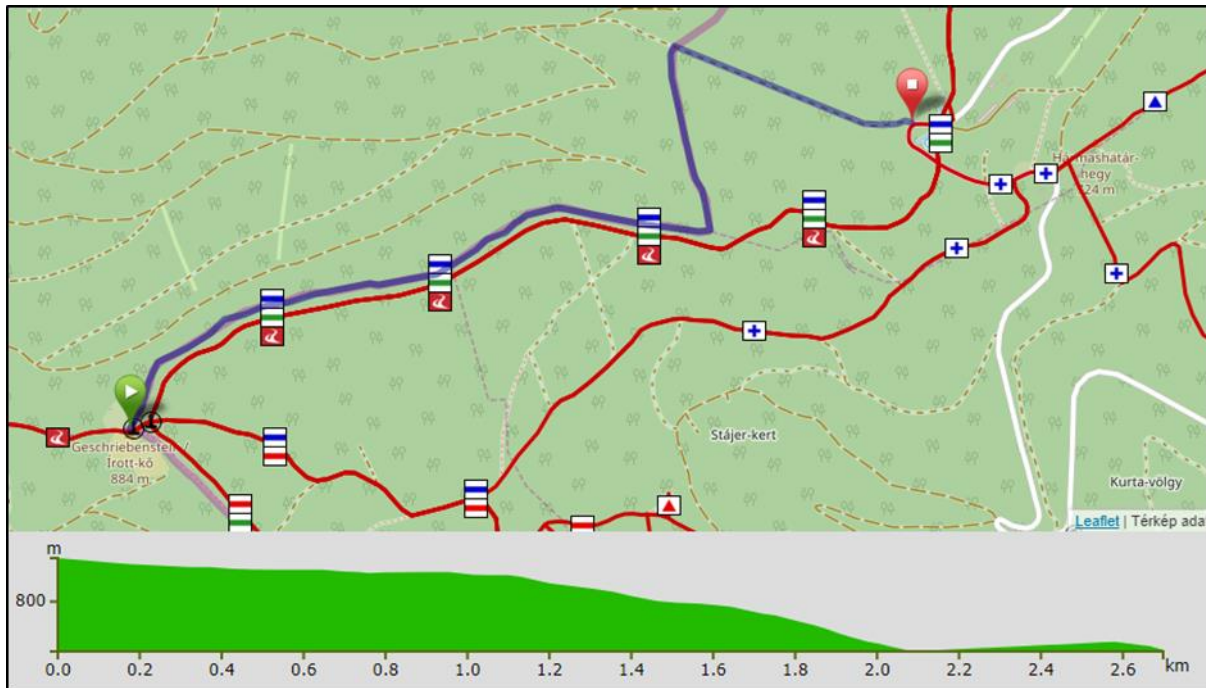 Hármashatár-
hegy
724 m
Geschriebenstein /
Írott-kő
884 m
Stájer-kert
Kurta-völgy
Leaflet | Térkép ada
m
800
0.0 0.2 0.4 0.6 0.8 1.0 1.2 1.4 1.6 1.8 2.0 2.2 2.4 2.6 km